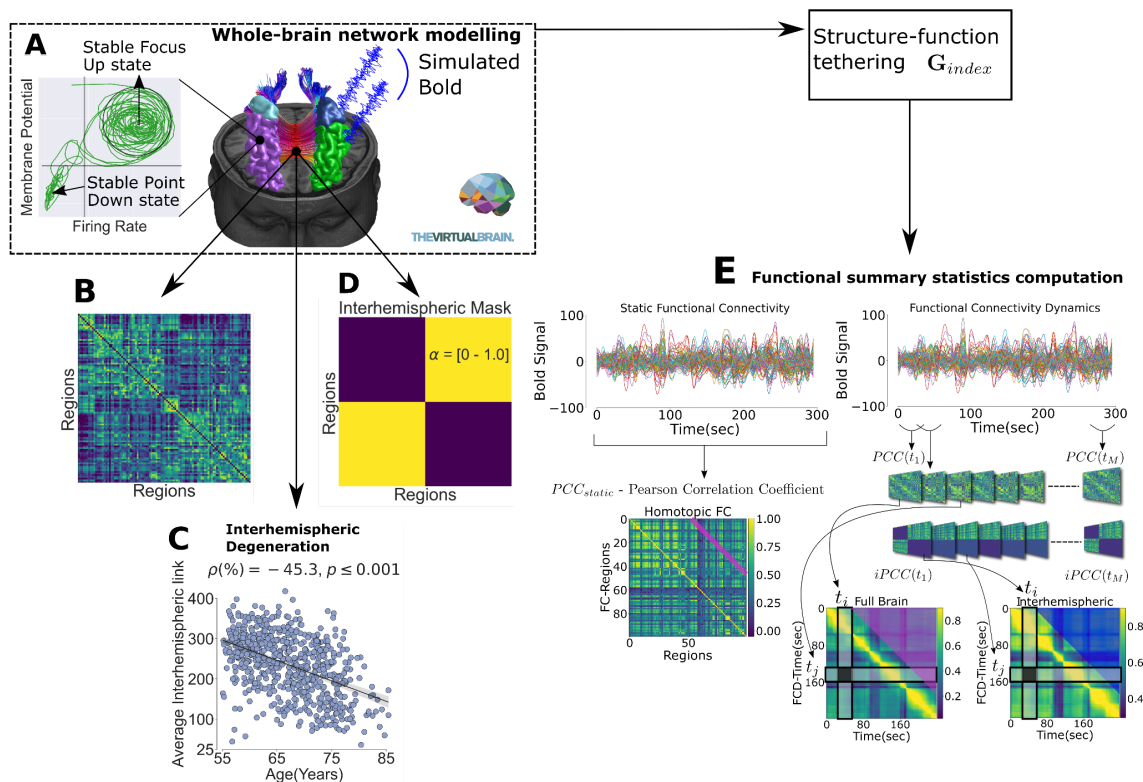 A
Whole-brain network modelling
Stable Focus
Up state
Simulated
Bold
Membrane Potential
Stable Point
Down state
Firing Rate
THEVIRTUALBRAIN.
Structure-function
tethering G_index
B
Regions
Regions
D
Interhemispheric Mask
α = [0 - 1.0]
Regions
Regions
C
Interhemispheric
Degeneration
ρ(%) = − 45.3, p ≤ 0.001
Average Interhemispheric link
400
300
200
100
25
55 65 75 85
Age(Years)
E
Functional summary statistics computation
Static Functional Connectivity
Bold Signal
100
0
−100
0 100 200 300
Time(sec)
PCC_static - Pearson Correlation Coefficient
Homotopic FC
FC-Regions
0
20
40
60
80
50
Regions
1.00
0.75
0.50
0.25
0.00
Functional Connectivity Dynamics
Bold Signal
100
0
−100
0 100 200 300
Time(sec)
PCC(t_1)
PCC(t_M)
iPCC(t_1)
iPCC(t_M)
t_i
Full Brain
t_j
FCD-Time(sec)
0
80
160
0 80 160
Time(sec)
0.8
0.6
0.4
0.2
t_i
Interhemispheric
t_j
FCD-Time(sec)
0
80
160
0 80 160
Time(sec)
0.8
0.6
0.4